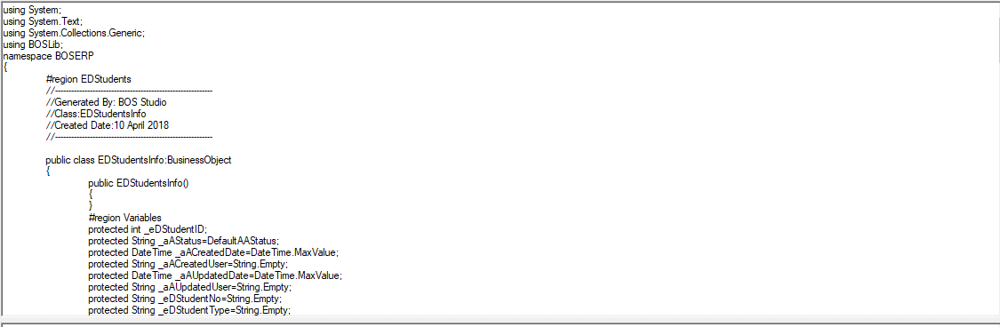 using System;
using System.Text;
using System.Collections.Generic;
using BOSLib;
namespace BOSERP
{
#region EDStudents
//-----------------------------------------------------------
//Generated By: BOS Studio
//Class:EDStudentsInfo
//Created Date:10 April 2018
//-----------------------------------------------------------
public class EDStudentsInfo:BusinessObject
{
public EDStudentsInfo()
{
}
#region Variables
protected int _eDStudentID;
protected String _aAStatus=DefaultAAStatus;
protected DateTime _aACreatedDate=DateTime.MaxValue;
protected String _aACreatedUser=String.Empty;
protected DateTime _aAUpdatedDate=DateTime.MaxValue;
protected String _aAUpdatedUser=String.Empty;
protected String _eDStudentNo=String.Empty;
protected String _eDStudentType=String.Empty;